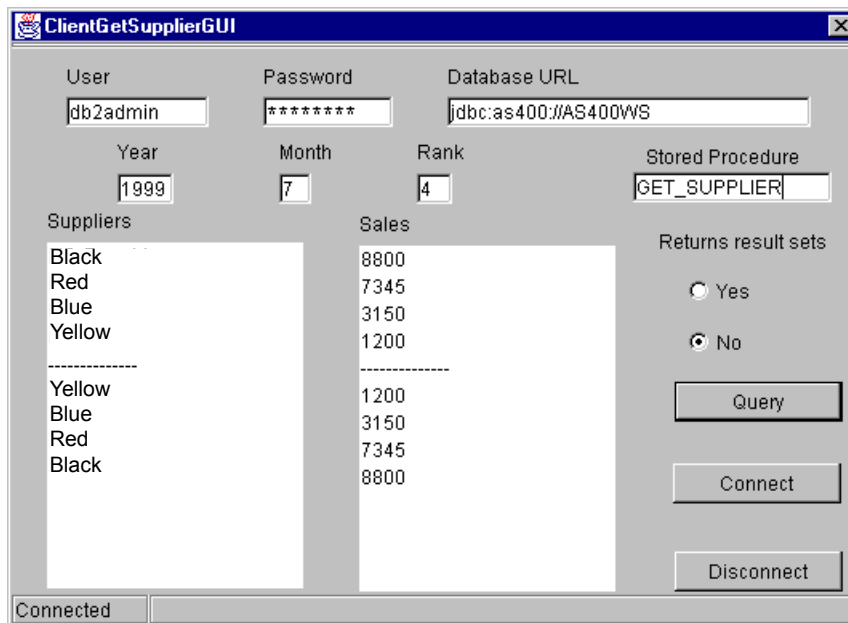 ClientGetSupplierGUI
User Password Database URL
db2admin ******** jdbc:as400://AS400WS
Year Month Rank Stored Procedure
1999 7 4 GET_SUPPLIER
Suppliers Sales
Returns result sets
Black 8800
Red 7345
Yes
Blue 3150
Yellow 1200
No
-------------- --------------
Yellow 1200
Query
Blue 3150
Red 7345
Black 8800
Connect
Disconnect
Connected